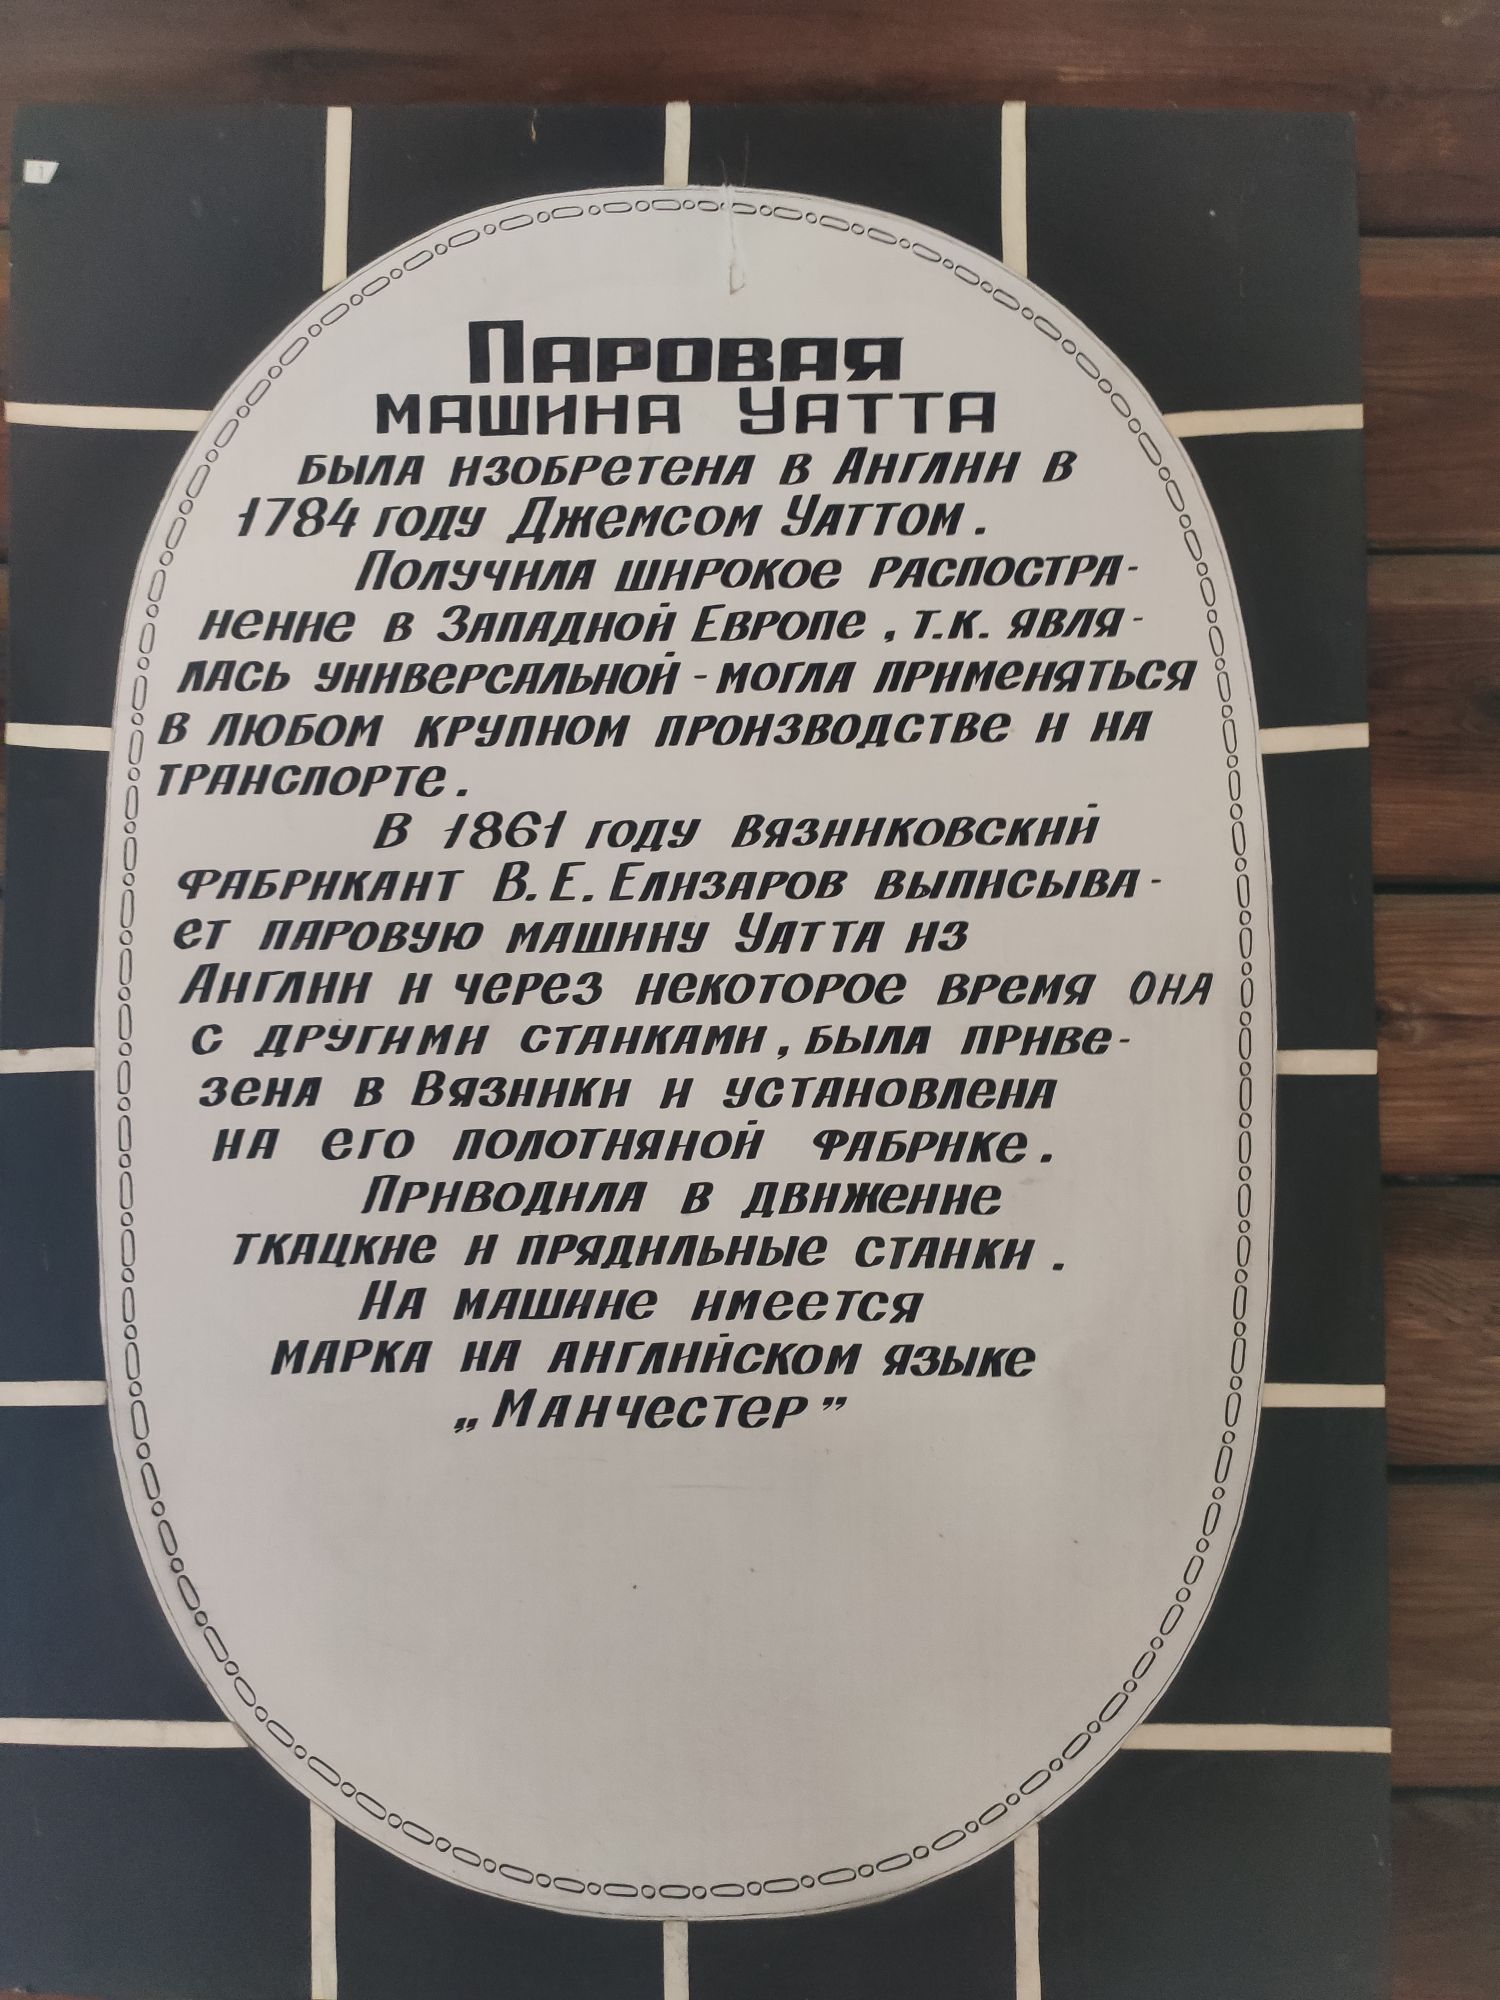 Паровая
машина Уатта
была изобретена в Англии в
1784 году Джемсом Уаттом.
Получила широкое распостра-
нение в Западной Европе, т.к. явля-
лась универсальной - могла применяться
в любом крупном производстве и на
транспорте.
В 1861 году вязниковский
фабрикант В.Е. Елизаров выписыва-
ет паровую машину Уатта из
Англии и через некоторое время она
с другими станками, была приве-
зена в Вязники и установлена
на его полотняной фабрике.
Приводила в движение
ткацкие и прядильные станки.
На машине имеется
марка на английском языке
„Манчестер”